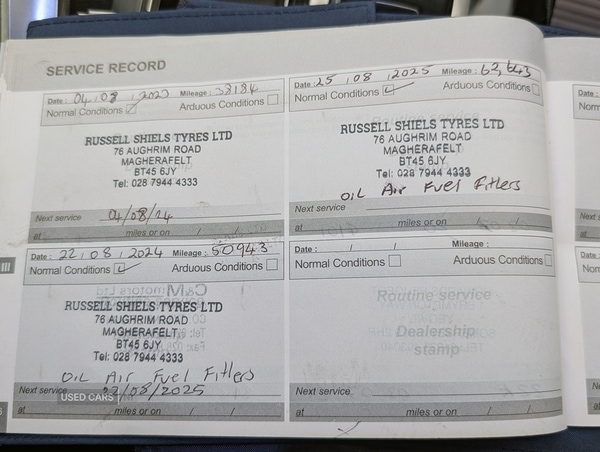 SERVICE RECORD
Date : 04 / 08 / 2023 Mileage : 38184
Normal Conditions ✓ Arduous Conditions
RUSSELL SHIELS TYRES LTD
76 AUGHRIM ROAD
MAGHERAFELT
BT45 6JY
Tel: 028 7944 4333
Next service 04/08/24
at miles or on / /
Date : 25 / 08 / 2025 Mileage : 63,643
Normal Conditions ✓ Arduous Conditions
RUSSELL SHIELS TYRES LTD
76 AUGHRIM ROAD
MAGHERAFELT
BT45 6JY
Tel: 028 7944 4333
OIL Air Fuel Fitlers
Next service
at miles or on / /
Date : 22 / 08 / 2024 Mileage : 50943
Normal Conditions ✓ Arduous Conditions
RUSSELL SHIELS TYRES LTD
76 AUGHRIM ROAD
MAGHERAFELT
BT45 6JY
Tel: 028 7944 4333
OIL Air Fuel Fitlers
Next service 22/08/2025
USED CARS
at miles or on / /
Date : / / Mileage :
Normal Conditions Arduous Conditions
Routine service
Dealership
stamp
Next service
at miles or on / /